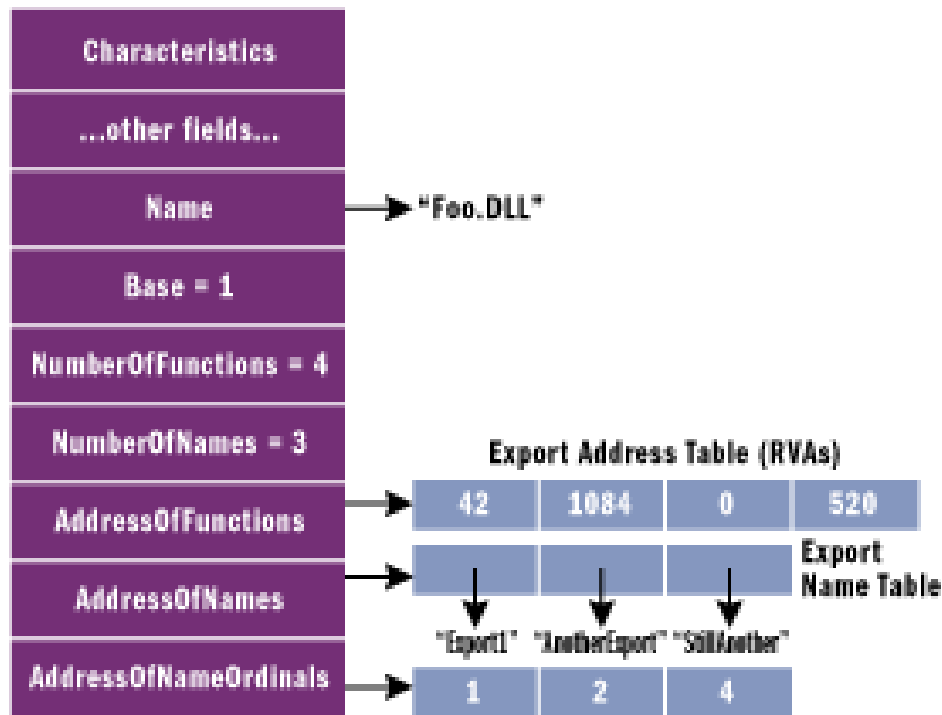 Characteristics
...other fields...
Name
"Foo.DLL"
Base = 1
NumberOfFunctions = 4
NumberOfNames = 3
Export Address Table (RVAs)
AddressOfFunctions
42 1084 0 520
AddressOfNames
Export
Name Table
"Export1" "AnotherExport" "StillAnother"
AddressOfNameOrdinals
1 2 4